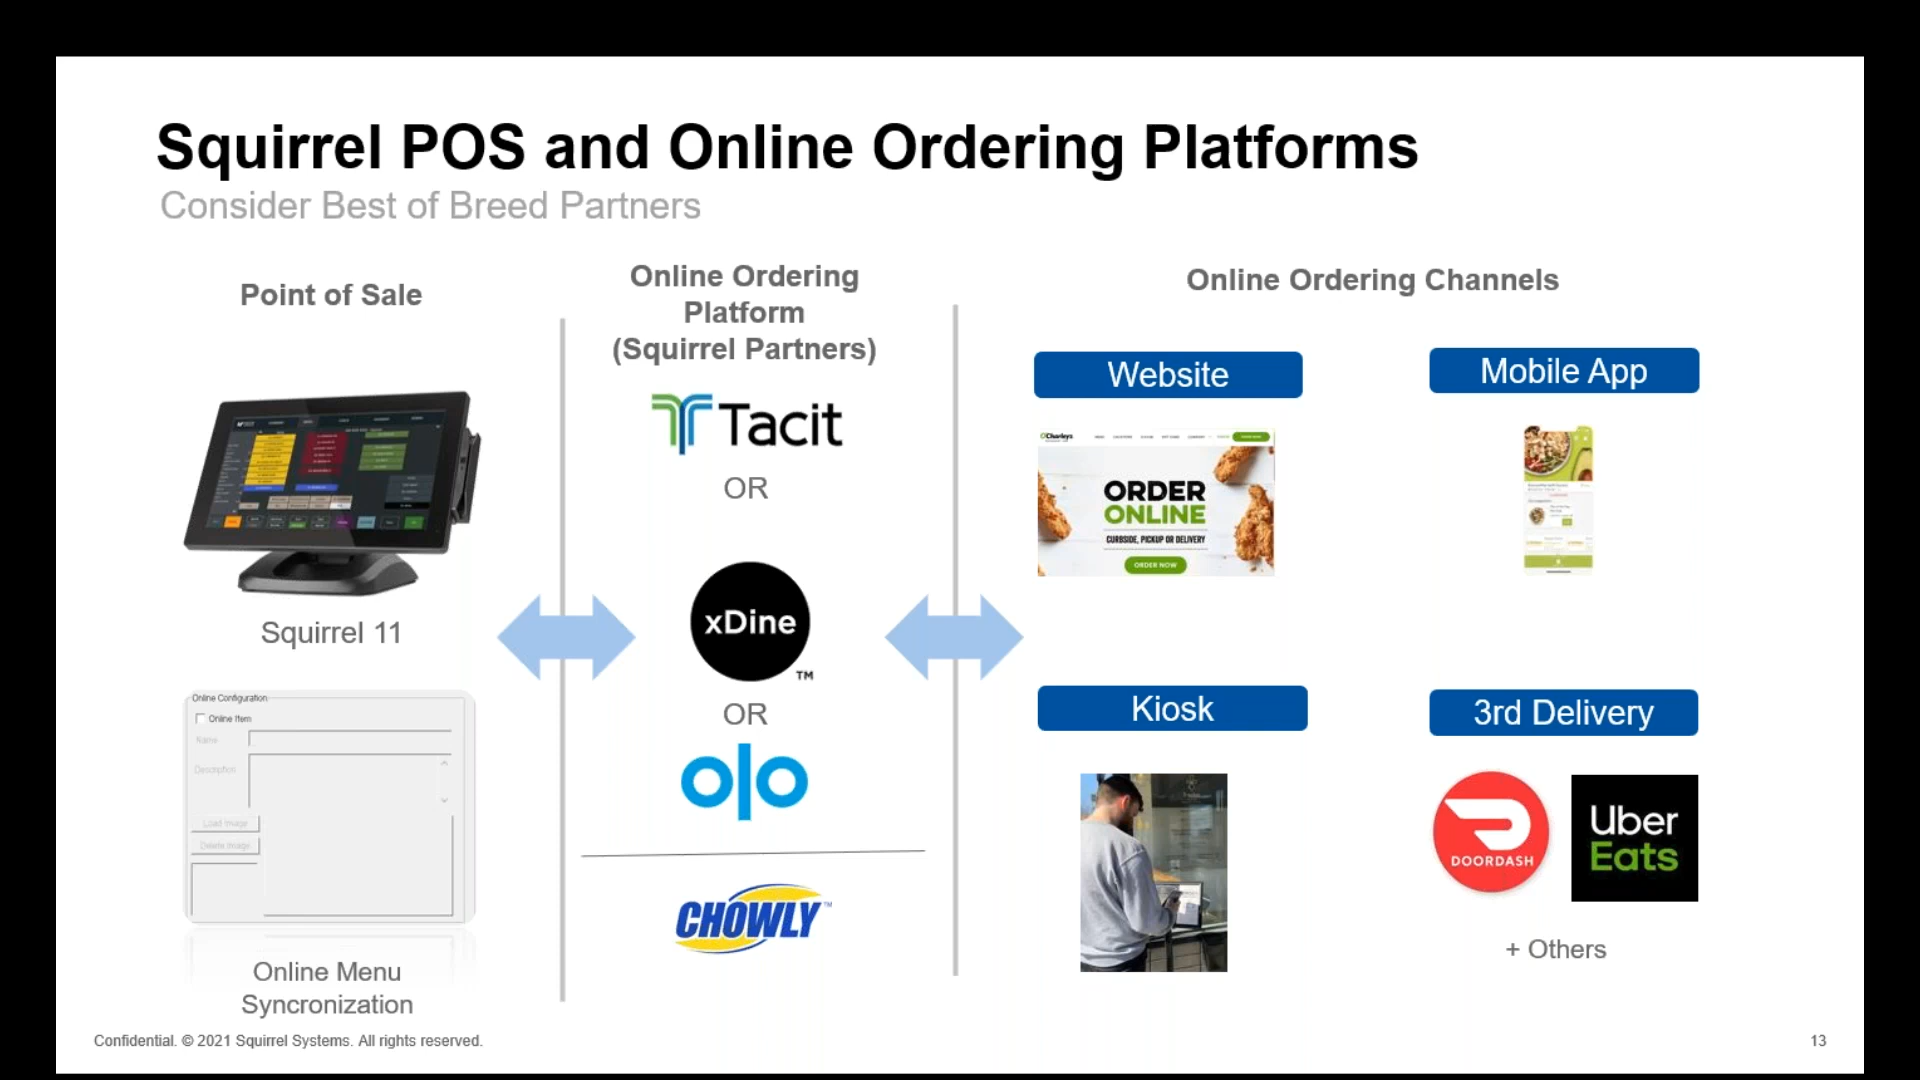 Squirrel POS and Online Ordering Platforms
Consider Best of Breed Partners
Point of Sale
Squirrel 11
Online Configuration
Online Item
Name
Description
Load Image
Delete Image
Online Menu
Syncronization
Online Ordering
Platform
(Squirrel Partners)
Tacit
OR
xDine
TM
OR
olo
CHOWLY™
Online Ordering Channels
Website
O'Charleys
ORDER
ONLINE
CURBSIDE, PICKUP OR DELIVERY
ORDER NOW
Mobile App
Kiosk
3rd Delivery
DOORDASH
Uber
Eats
+ Others
Confidential. © 2021 Squirrel Systems. All rights reserved.
13